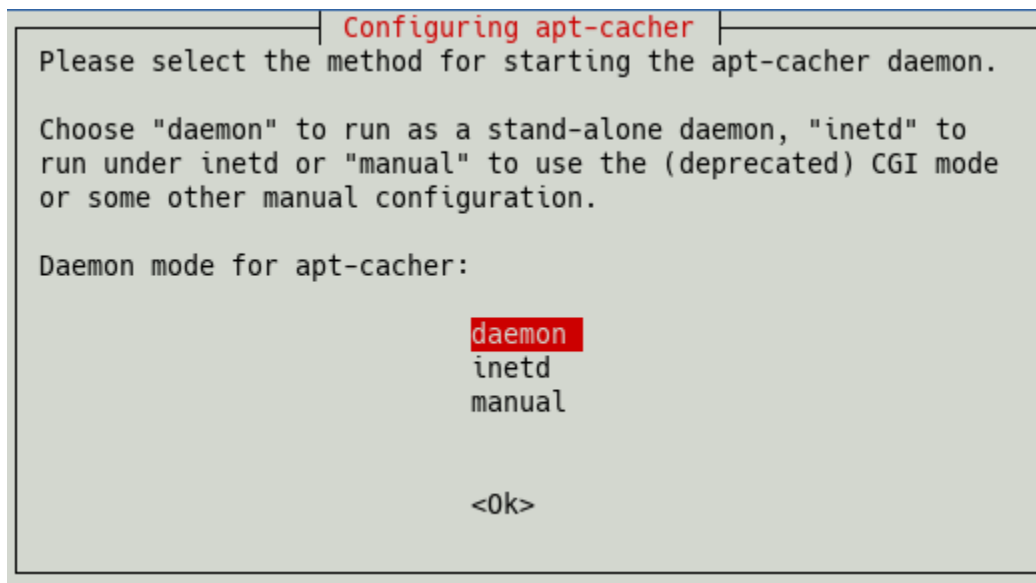 Configuring apt-cacher
Please select the method for starting the apt-cacher daemon.
Choose "daemon" to run as a stand-alone daemon, "inetd" to
run under inetd or "manual" to use the (deprecated) CGI mode
or some other manual configuration.
Daemon mode for apt-cacher:
daemon
inetd
manual
<Ok>